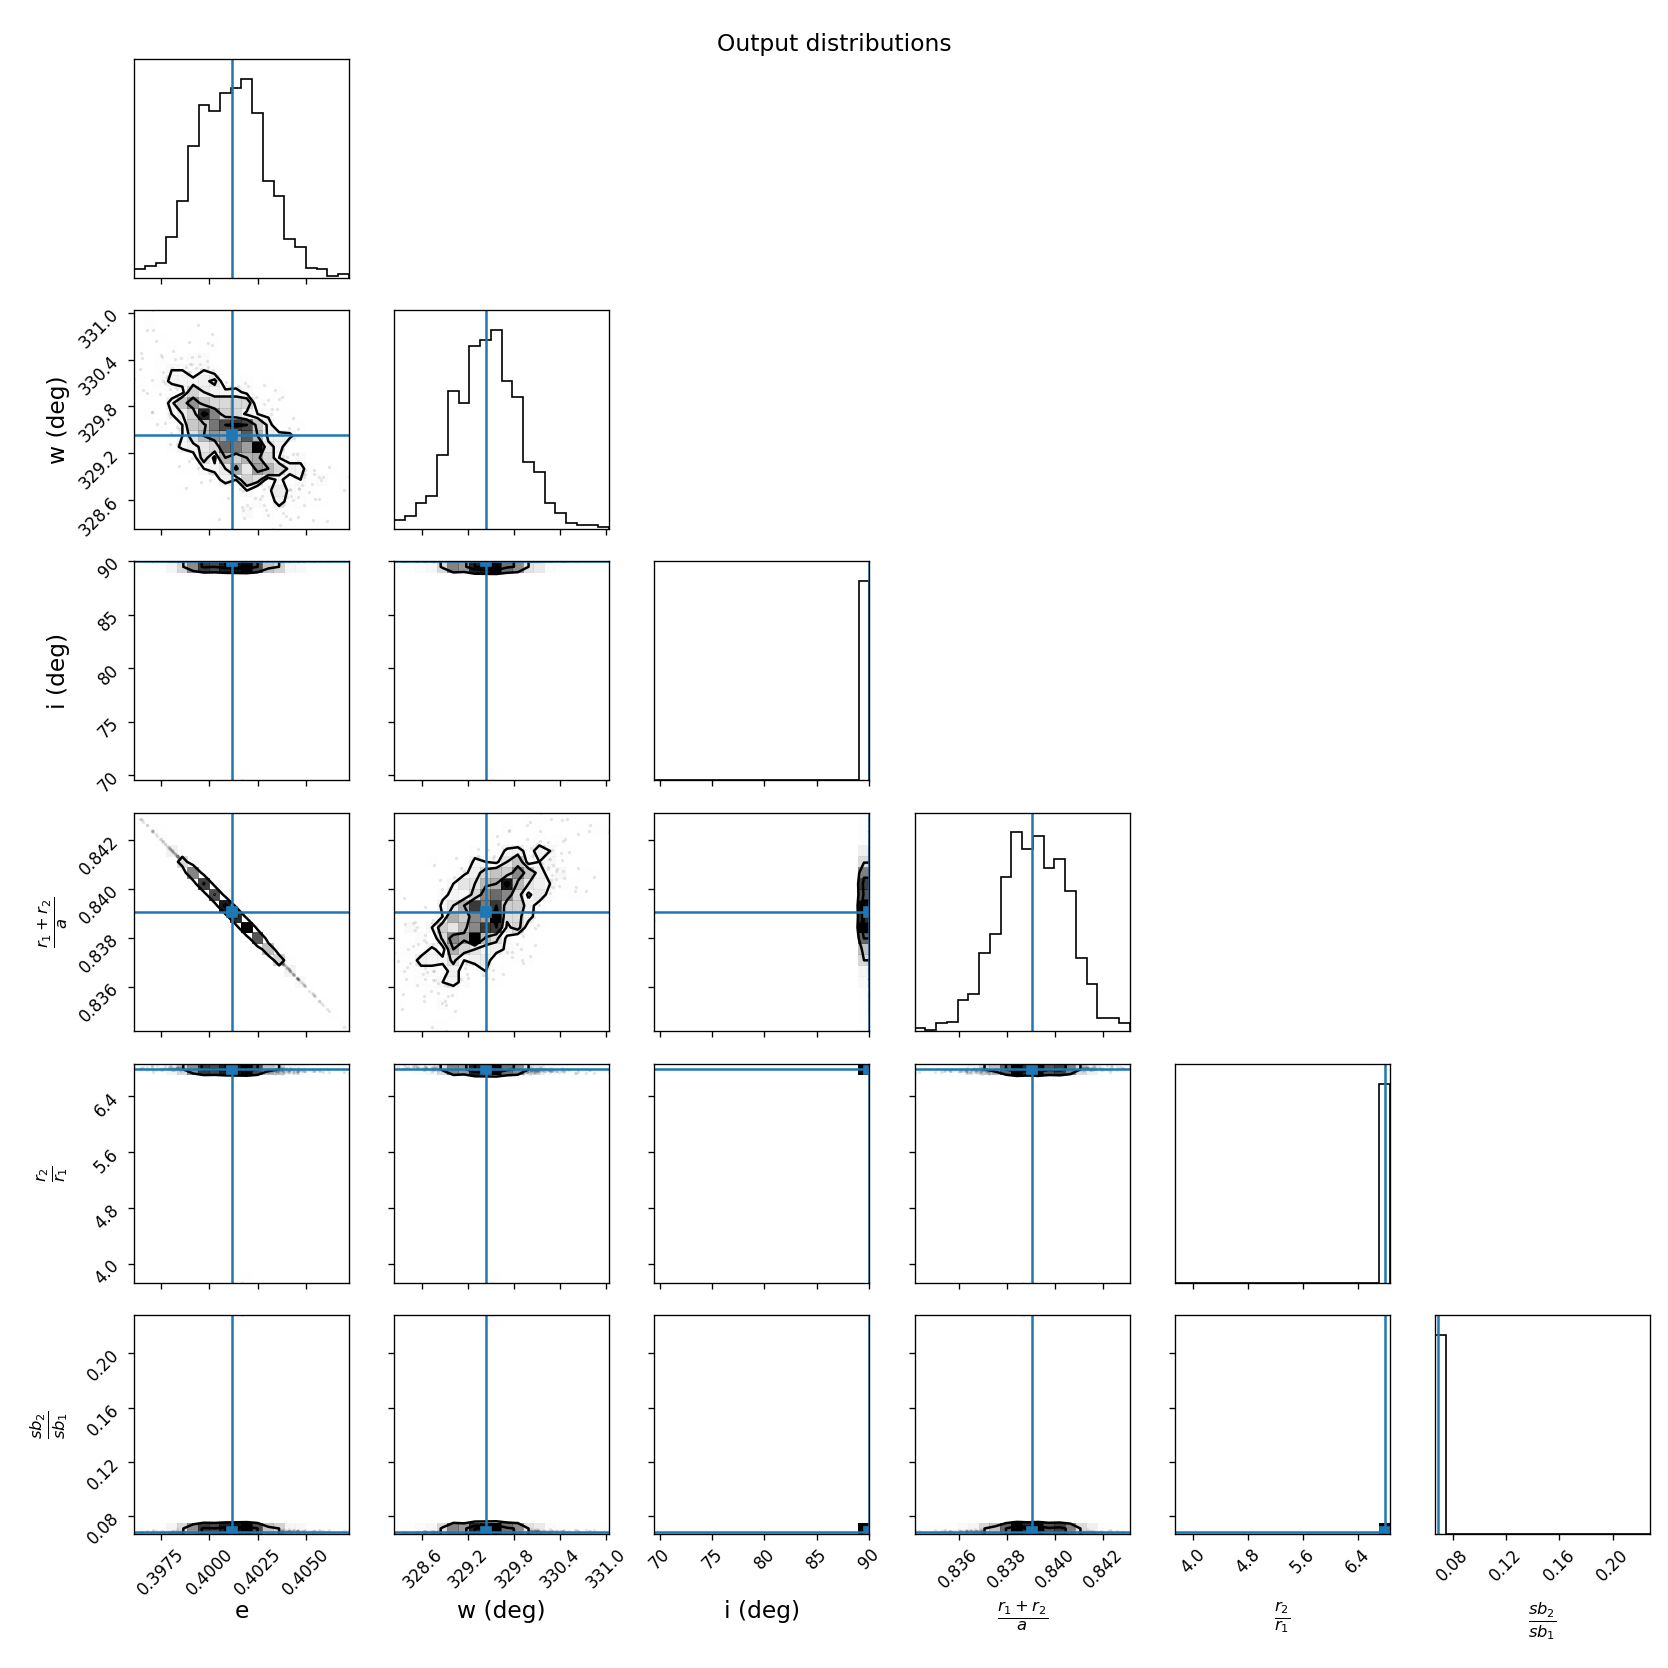 Output distributions
w (deg)
331.0
330.4
329.8
329.2
328.6
i (deg)
90
85
80
75
70
r₁ + r₂
a
0.842
0.840
0.838
0.836
r₂
r₁
6.4
5.6
4.8
4.0
sb₂
sb₁
0.20
0.16
0.12
0.08
0.3975 0.4000 0.4025 0.4050 328.6 329.2 329.8 330.4 331.0 70 75 80 85 90 0.836 0.838 0.840 0.842 4.0 4.8 5.6 6.4 0.08 0.12 0.16 0.20
e w (deg) i (deg) r₁ + r₂ r₂ sb₂
a r₁ sb₁